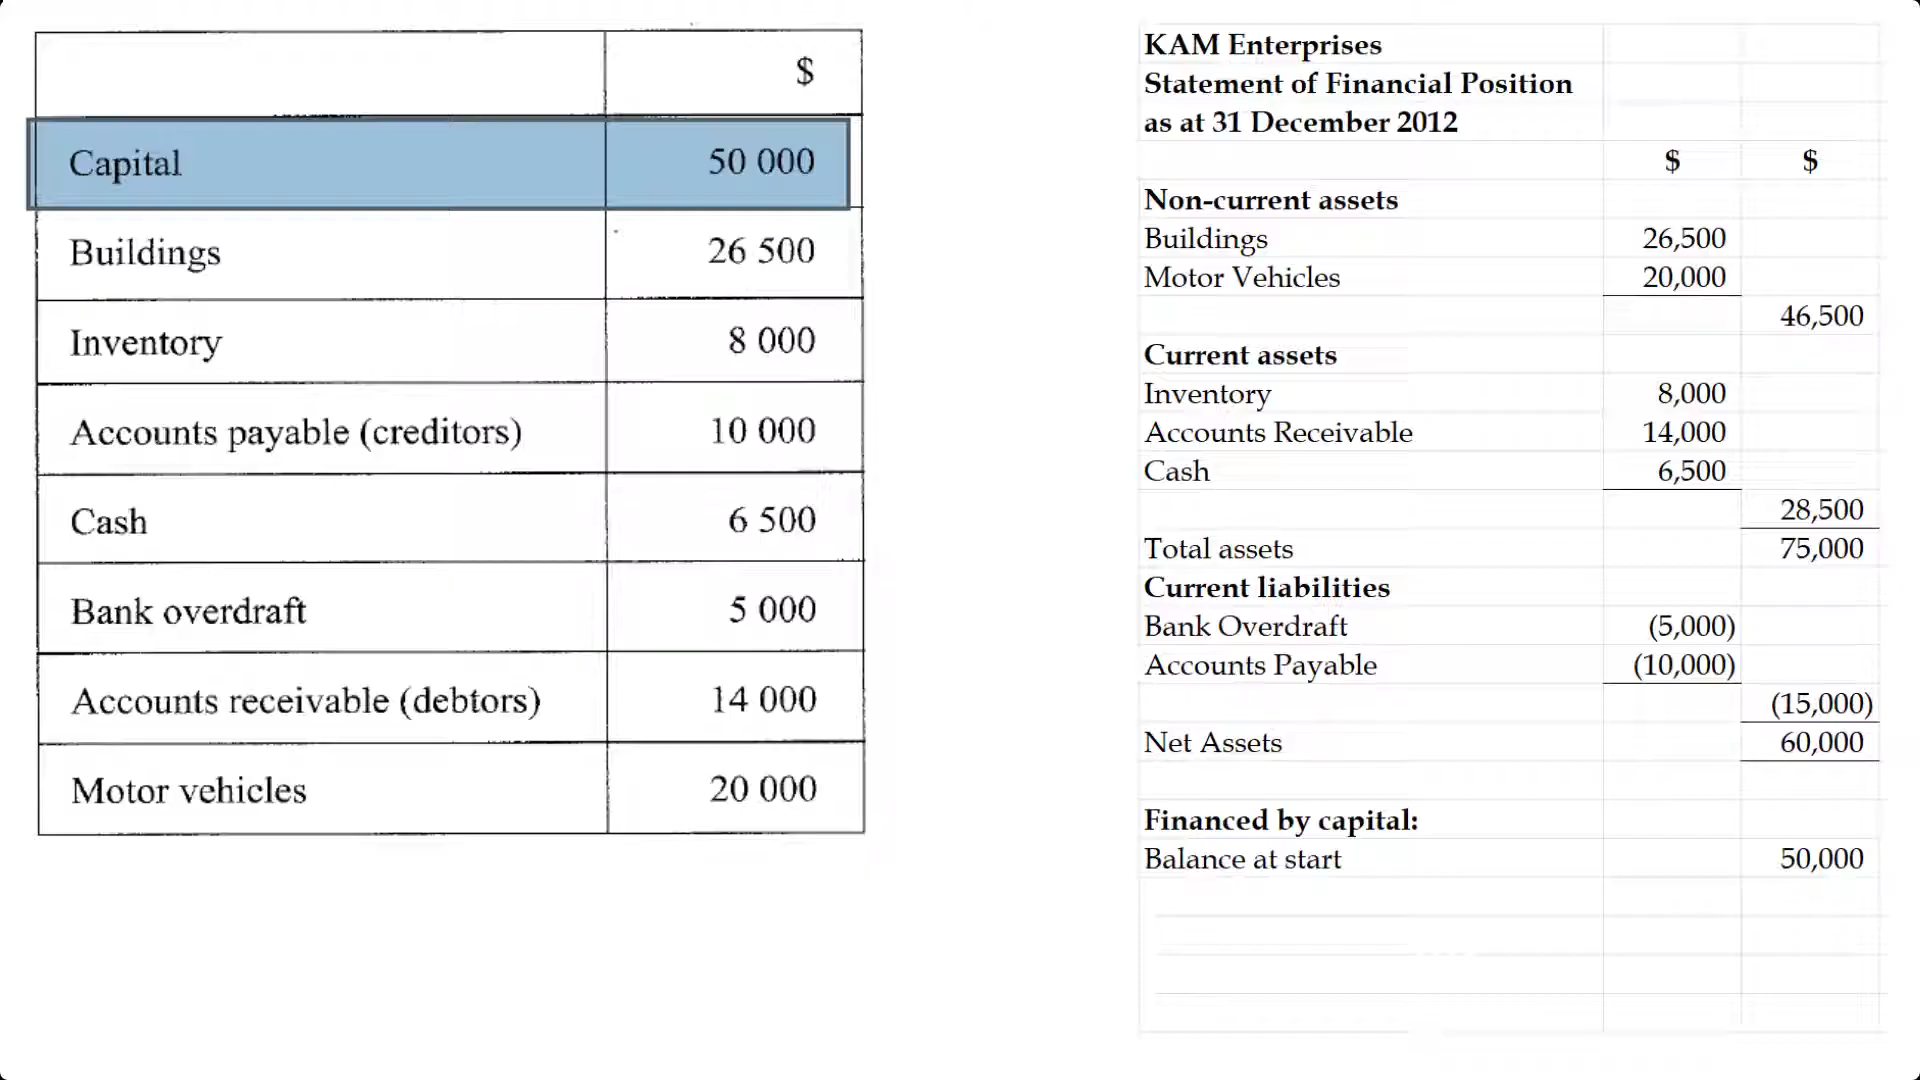 $
Capital 50 000
Buildings 26 500
Inventory 8 000
Accounts payable (creditors) 10 000
Cash 6 500
Bank overdraft 5 000
Accounts receivable (debtors) 14 000
Motor vehicles 20 000
KAM Enterprises
Statement of Financial Position
as at 31 December 2012
$ $
Non-current assets
Buildings 26,500
Motor Vehicles 20,000
46,500
Current assets
Inventory 8,000
Accounts Receivable 14,000
Cash 6,500
28,500
Total assets 75,000
Current liabilities
Bank Overdraft (5,000)
Accounts Payable (10,000)
(15,000)
Net Assets 60,000
Financed by capital:
Balance at start 50,000